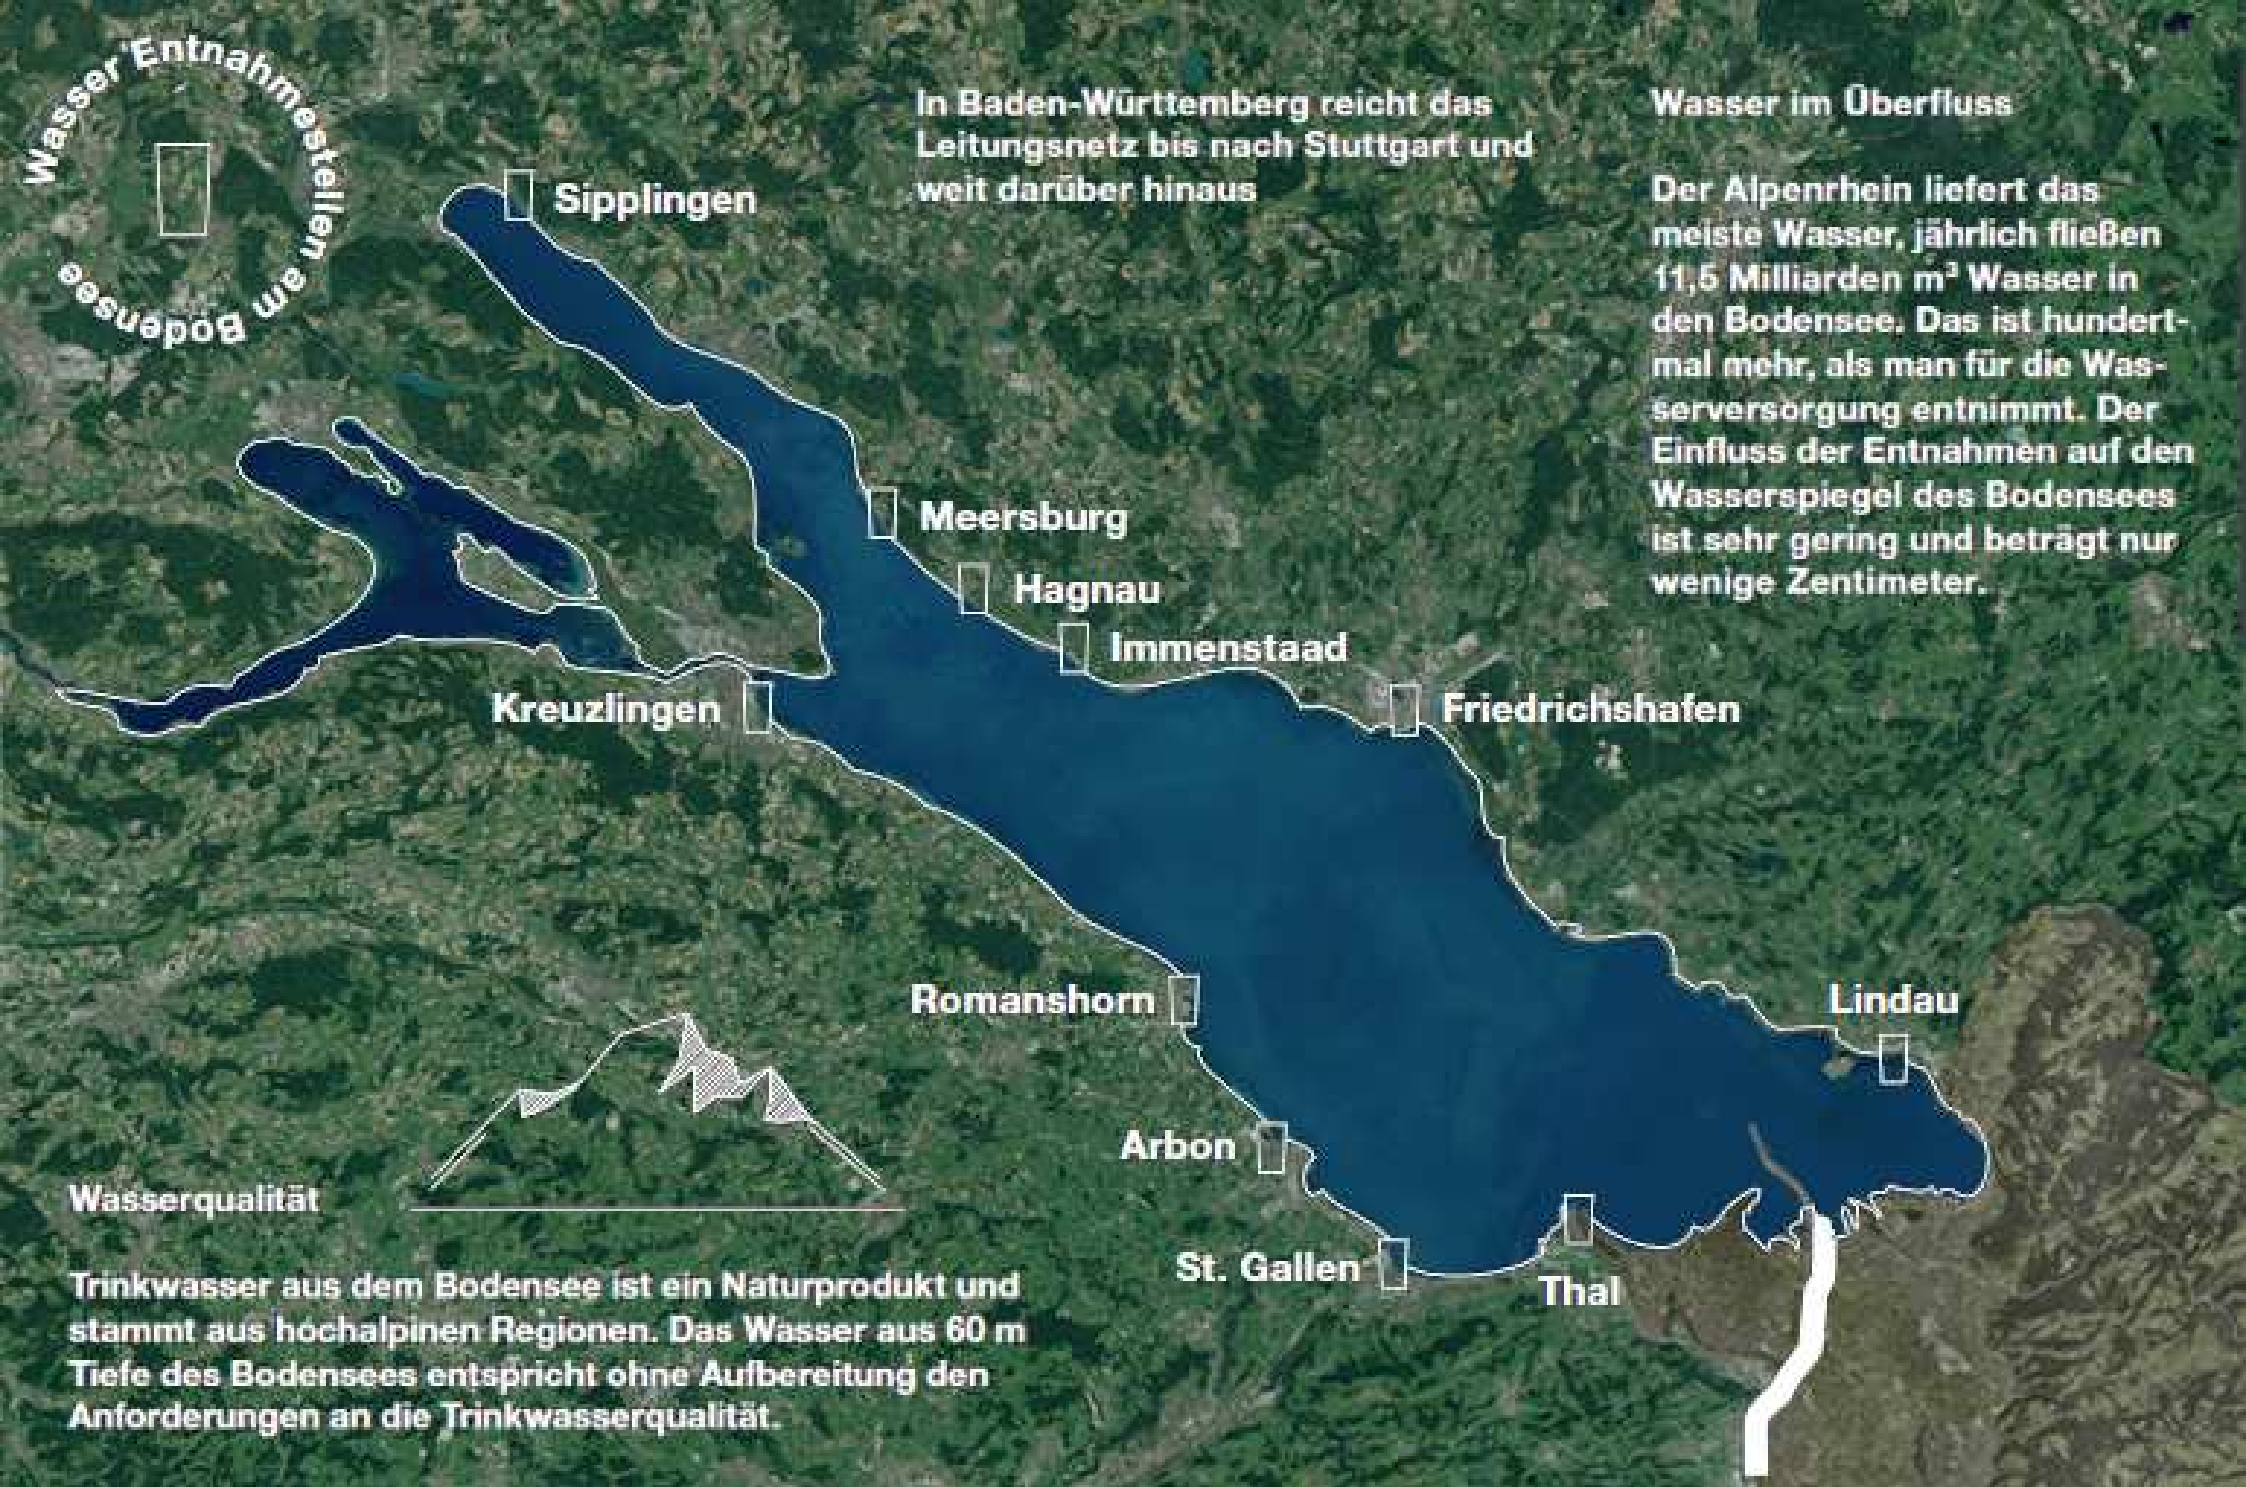 Wasser Entnahmestellen am Bodensee
In Baden-Württemberg reicht das
Leitungsnetz bis nach Stuttgart und
weit darüber hinaus
Wasser im Überfluss
Der Alpenrhein liefert das
meiste Wasser, jährlich fließen
11,5 Milliarden m³ Wasser in
den Bodensee. Das ist hundert-
mal mehr, als man für die Was-
serversorgung entnimmt. Der
Einfluss der Entnahmen auf den
Wasserspiegel des Bodensees
ist sehr gering und beträgt nur
wenige Zentimeter.
Sipplingen
Meersburg
Hagnau
Immenstaad
Kreuzlingen
Friedrichshafen
Romanshorn
Lindau
Arbon
St. Gallen
Thal
Wasserqualität
Trinkwasser aus dem Bodensee ist ein Naturprodukt und
stammt aus hochalpinen Regionen. Das Wasser aus 60 m
Tiefe des Bodensees entspricht ohne Aufbereitung den
Anforderungen an die Trinkwasserqualität.